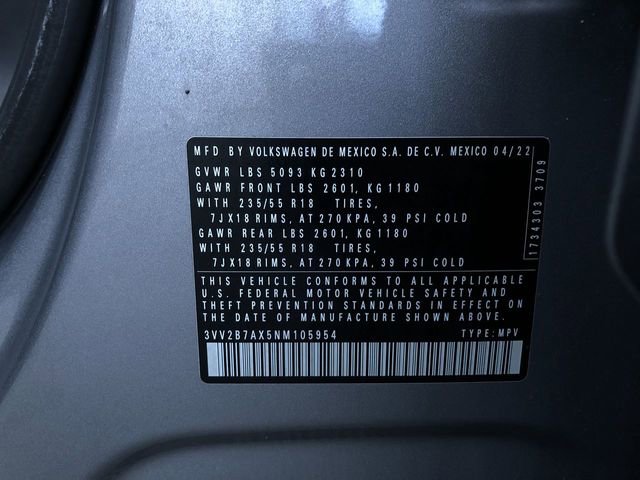 MFD BY VOLKSWAGEN DE MEXICO S.A. DE C.V. MEXICO 04/22
GVWR LBS 5093 KG 2310
GAWR FRONT LBS 2601, KG 1180
WITH 235/55 R18 TIRES,
7JX18 RIMS, AT 270 KPA, 39 PSI COLD
GAWR REAR LBS 2601, KG 1180
WITH 235/55 R18 TIRES,
7JX18 RIMS, AT 270 KPA, 39 PSI COLD
THIS VEHICLE CONFORMS TO ALL APPLICABLE
U.S. FEDERAL MOTOR VEHICLE SAFETY AND
THEFT PREVENTION STANDARDS IN EFFECT ON
THE DATE OF MANUFACTURE SHOWN ABOVE
3VV2B7AX5NM105954 TYPE: MPV
1734303 3709